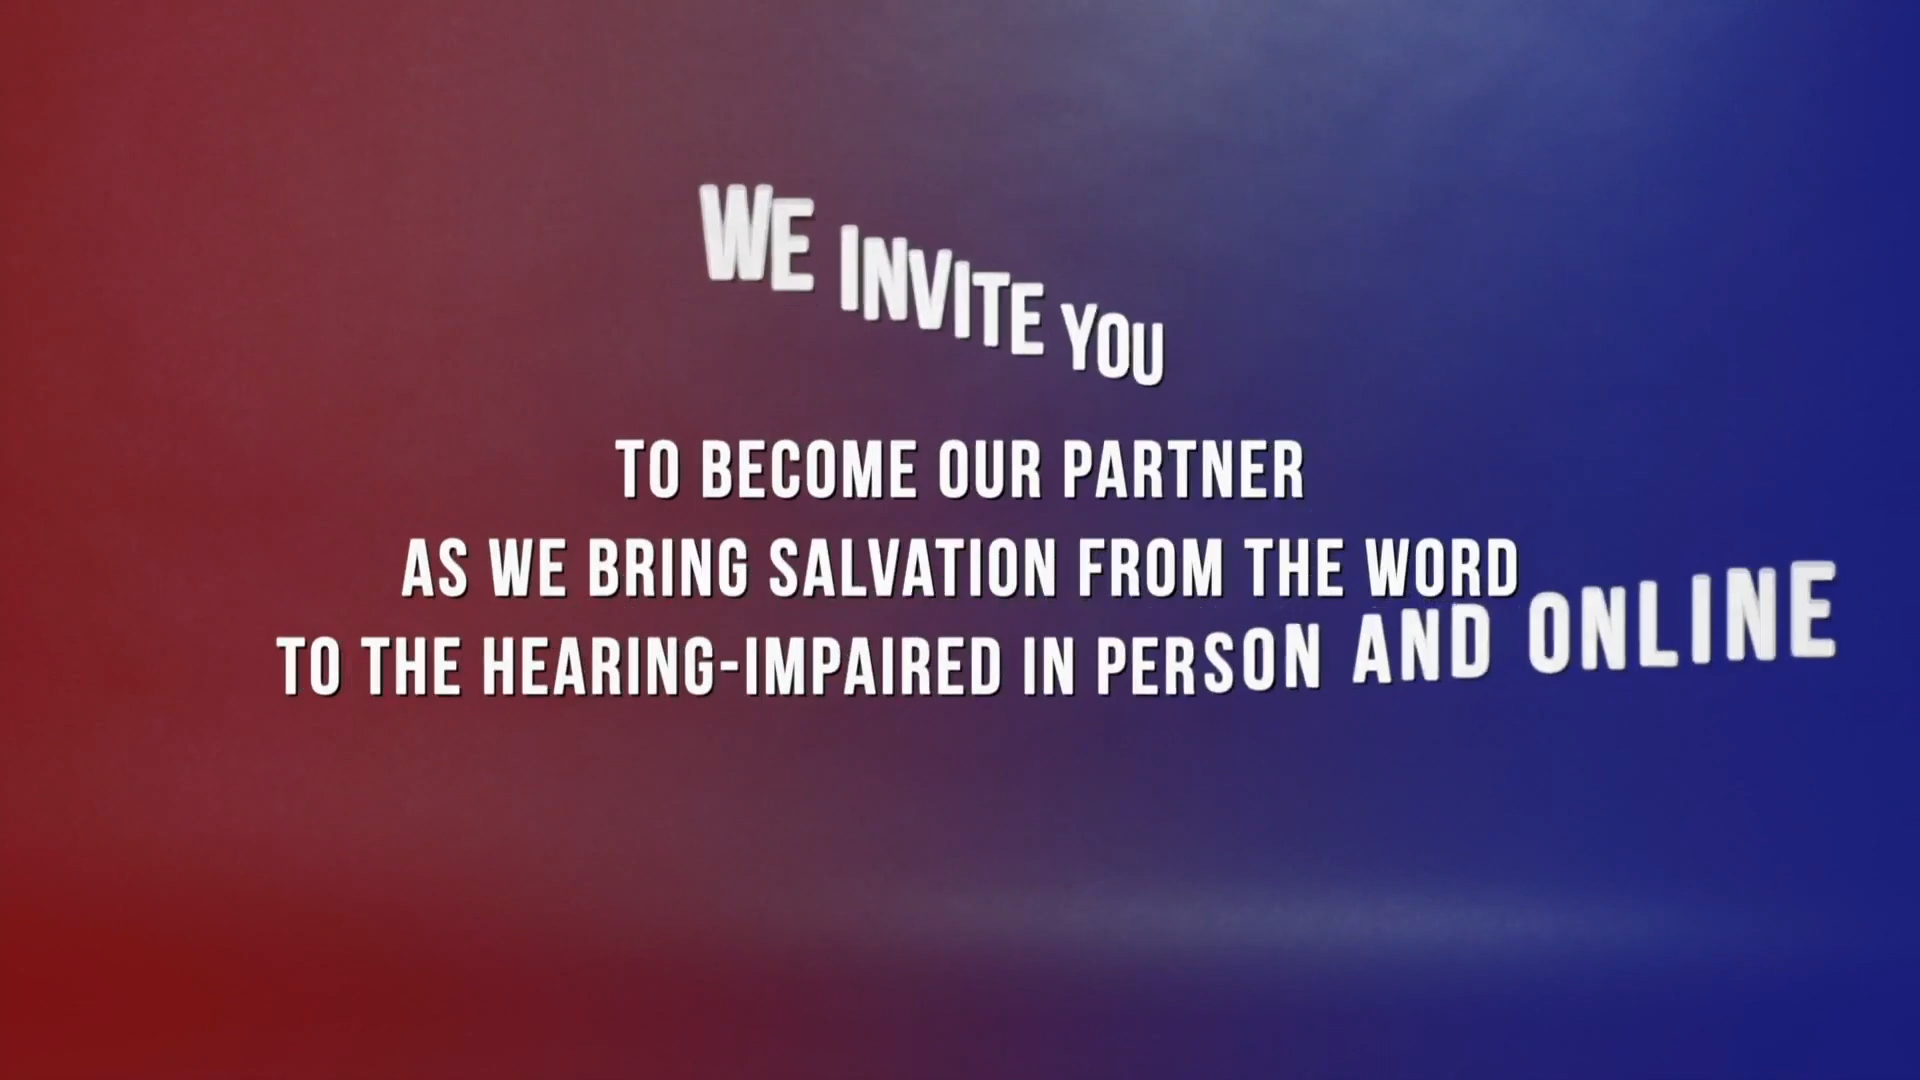 WE INVITE YOU
TO BECOME OUR PARTNER
AS WE BRING SALVATION FROM THE WORD
TO THE HEARING-IMPAIRED IN PERSON AND ONLINE